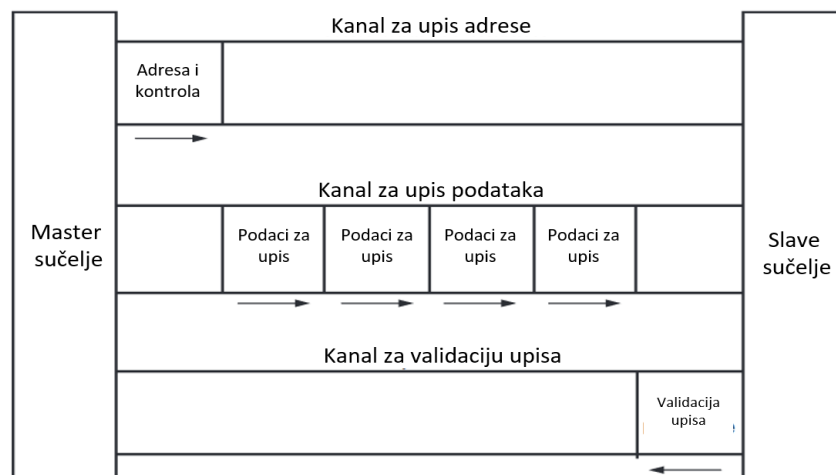 Kanal za upis adrese
Adresa i
kontrola
Kanal za upis podataka
Master
sučelje
Podaci za
upis
Podaci za
upis
Podaci za
upis
Podaci za
upis
Slave
sučelje
Kanal za validaciju upisa
Validacija
upisa